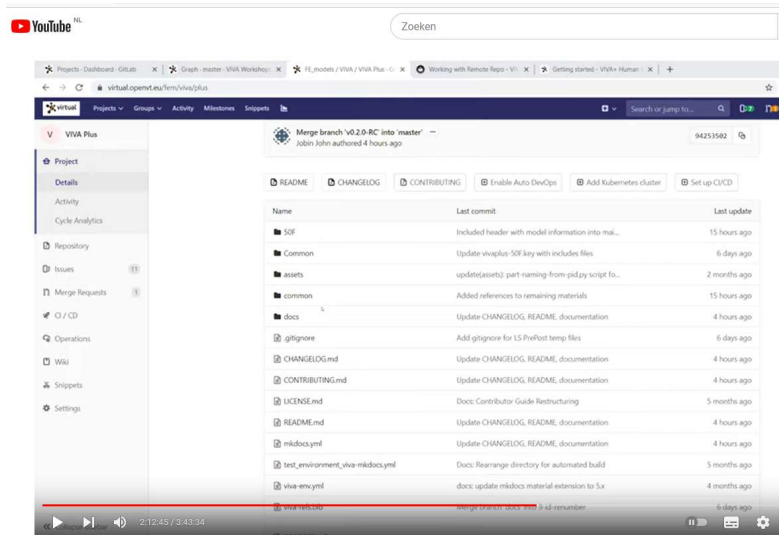 YouTube NL
Zoeken
Projects · Dashboard · GitLab
Graph · master · VIVA Workshop
FE_models / VIVA / VIVA Plus · G
Working with Remote Repo - VI
Getting started - VIVA+ Human
virtual.openvt.eu/fem/viva/plus
virtual Projects Groups Activity Milestones Snippets Search or jump to...
V VIVA Plus
Project
Details
Activity
Cycle Analytics
Repository
Issues 11
Merge Requests 1
CI / CD
Operations
Wiki
Snippets
Settings
Merge branch 'v0.2.0-RC' into 'master'
Jobin John authored 4 hours ago
94253502
README CHANGELOG CONTRIBUTING Enable Auto DevOps Add Kubernetes cluster Set up CI/CD
Name Last commit Last update
50F Included header with model information into mai... 15 hours ago
Common Update vivaplus-50F.key with includes files 6 days ago
assets update(assets): part-naming-from-pid.py script fo... 2 months ago
common Added references to remaining materials 15 hours ago
docs Update CHANGELOG, README, documentation 4 hours ago
.gitignore Add gitignore for LS PrePost temp files 6 days ago
CHANGELOG.md Update CHANGELOG, README, documentation 4 hours ago
CONTRIBUTING.md Update CHANGELOG, README, documentation 4 hours ago
LICENSE.md Docs: Contributor Guide Restructuring 5 months ago
README.md Update CHANGELOG, README, documentation 4 hours ago
mkdocs.yml Update CHANGELOG, README, documentation 4 hours ago
test_environment_viva-mkdocs.yml Docs: Rearrange directory for automated build 5 months ago
viva-env.yml docs: update mkdocs material extension to 5.x 4 months ago
viva-refs.bib Merge branch 'docs' into 9-id-renumber 6 days ago
2:12:45 / 3:43:34